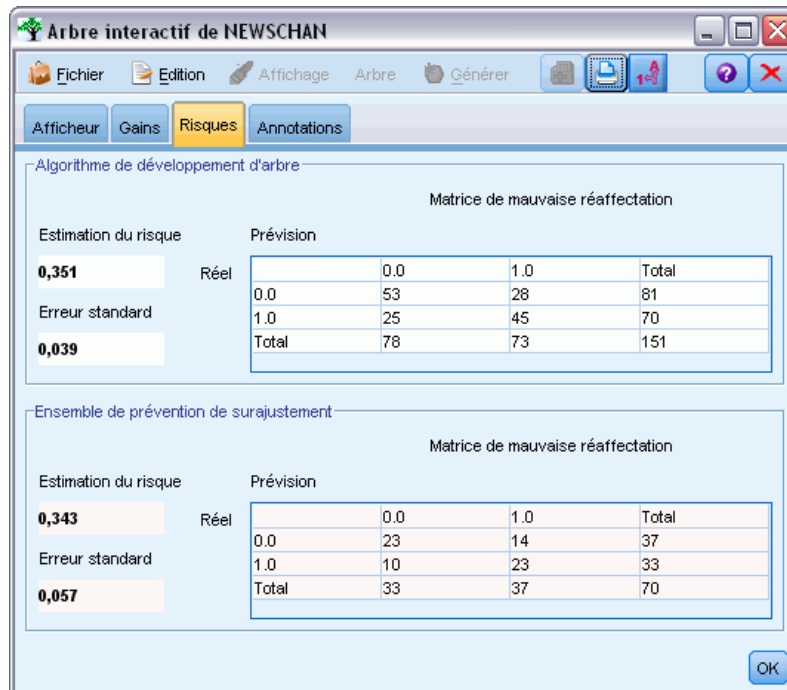 Arbre interactif de NEWSCHAN
Fichier Edition Affichage Arbre Générer
Afficheur Gains Risques Annotations
Algorithme de développement d'arbre
Matrice de mauvaise réaffectation
Estimation du risque Prévision
0,351 Réel 0.0 1.0 Total
0.0 53 28 81
Erreur standard
1.0 25 45 70
0,039
Total 78 73 151
Ensemble de prévention de surajustement
Matrice de mauvaise réaffectation
Estimation du risque Prévision
0,343 Réel 0.0 1.0 Total
0.0 23 14 37
Erreur standard
1.0 10 23 33
0,057
Total 33 37 70
OK